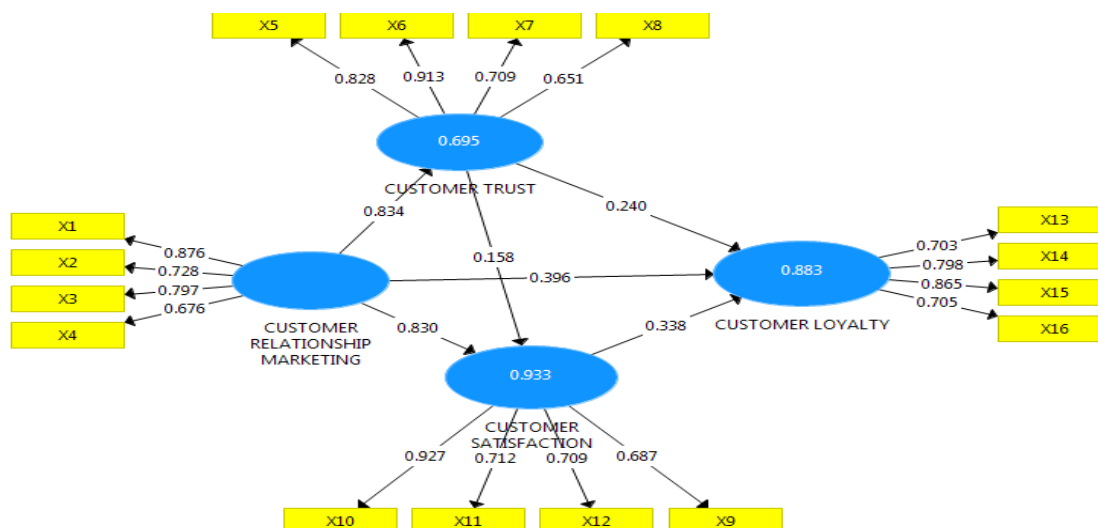 X5
X6
X7
X8
0.828
0.913
0.709
0.651
0.695
CUSTOMER TRUST
0.834
0.240
0.158
X1
X2
X3
X4
0.876
0.728
0.797
0.676
CUSTOMER
RELATIONSHIP
MARKETING
0.396
0.830
0.338
0.883
CUSTOMER LOYALTY
0.703
0.798
0.865
0.705
X13
X14
X15
X16
0.933
CUSTOMER
SATISFACTION
0.927
0.712
0.709
0.687
X10
X11
X12
X9